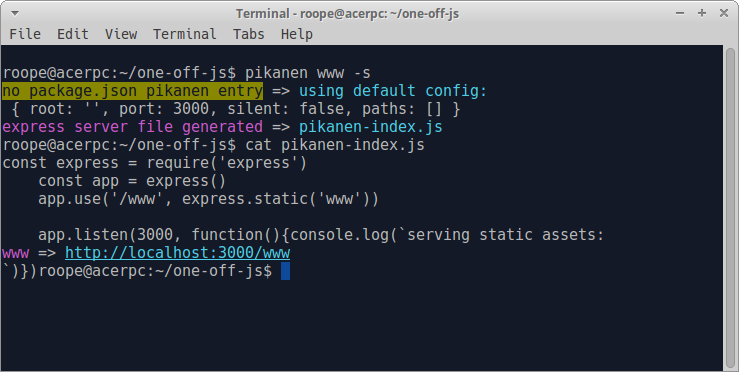 Terminal - roope@acerpc: ~/one-off-js
File Edit View Terminal Tabs Help
roope@acerpc:~/one-off-js$ pikanen www -s
no package.json pikanen entry => using default config:
 { root: '', port: 3000, silent: false, paths: [] }
express server file generated => pikanen-index.js
roope@acerpc:~/one-off-js$ cat pikanen-index.js
const express = require('express')
    const app = express()
    app.use('/www', express.static('www'))
    app.listen(3000, function(){console.log(`serving static assets:
www => http://localhost:3000/www
`)})roope@acerpc:~/one-off-js$